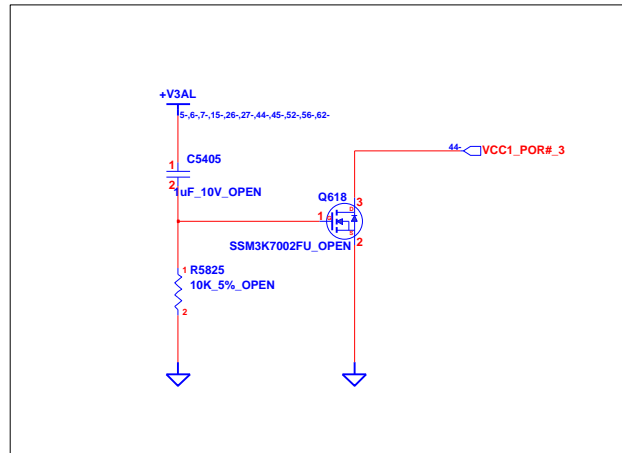 +V3AL
5-,6-,7-,15-,26-,27-,44-,45-,52-,56-,62-
1
C5405
2
1uF_10V_OPEN
44-
VCC1_POR#_3
Q618
3
1
G
D
S
2
SSM3K7002FU_OPEN
1
R5825
10K_5%_OPEN
2